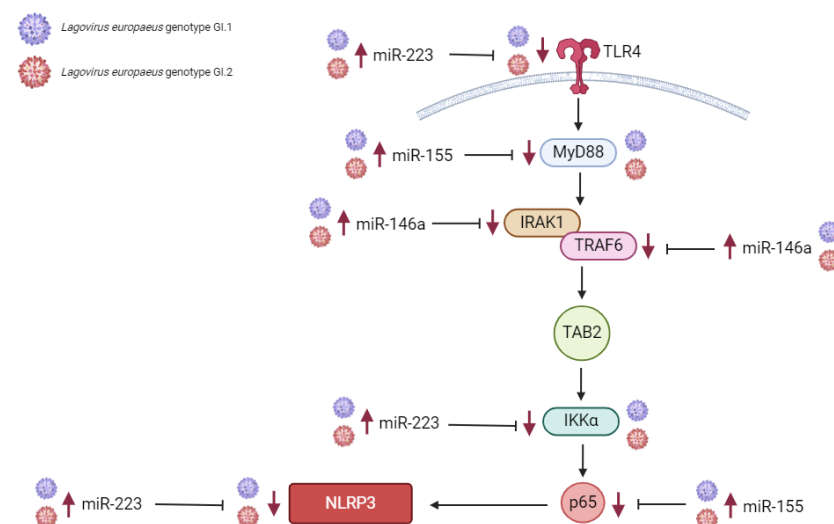 Lagovirus europaeus genotype GI.1
Lagovirus europaeus genotype GI.2
miR-223
TLR4
miR-155
MyD88
miR-146a
IRAK1
TRAF6
miR-146a
TAB2
miR-223
IKKα
miR-223
NLRP3
p65
miR-155